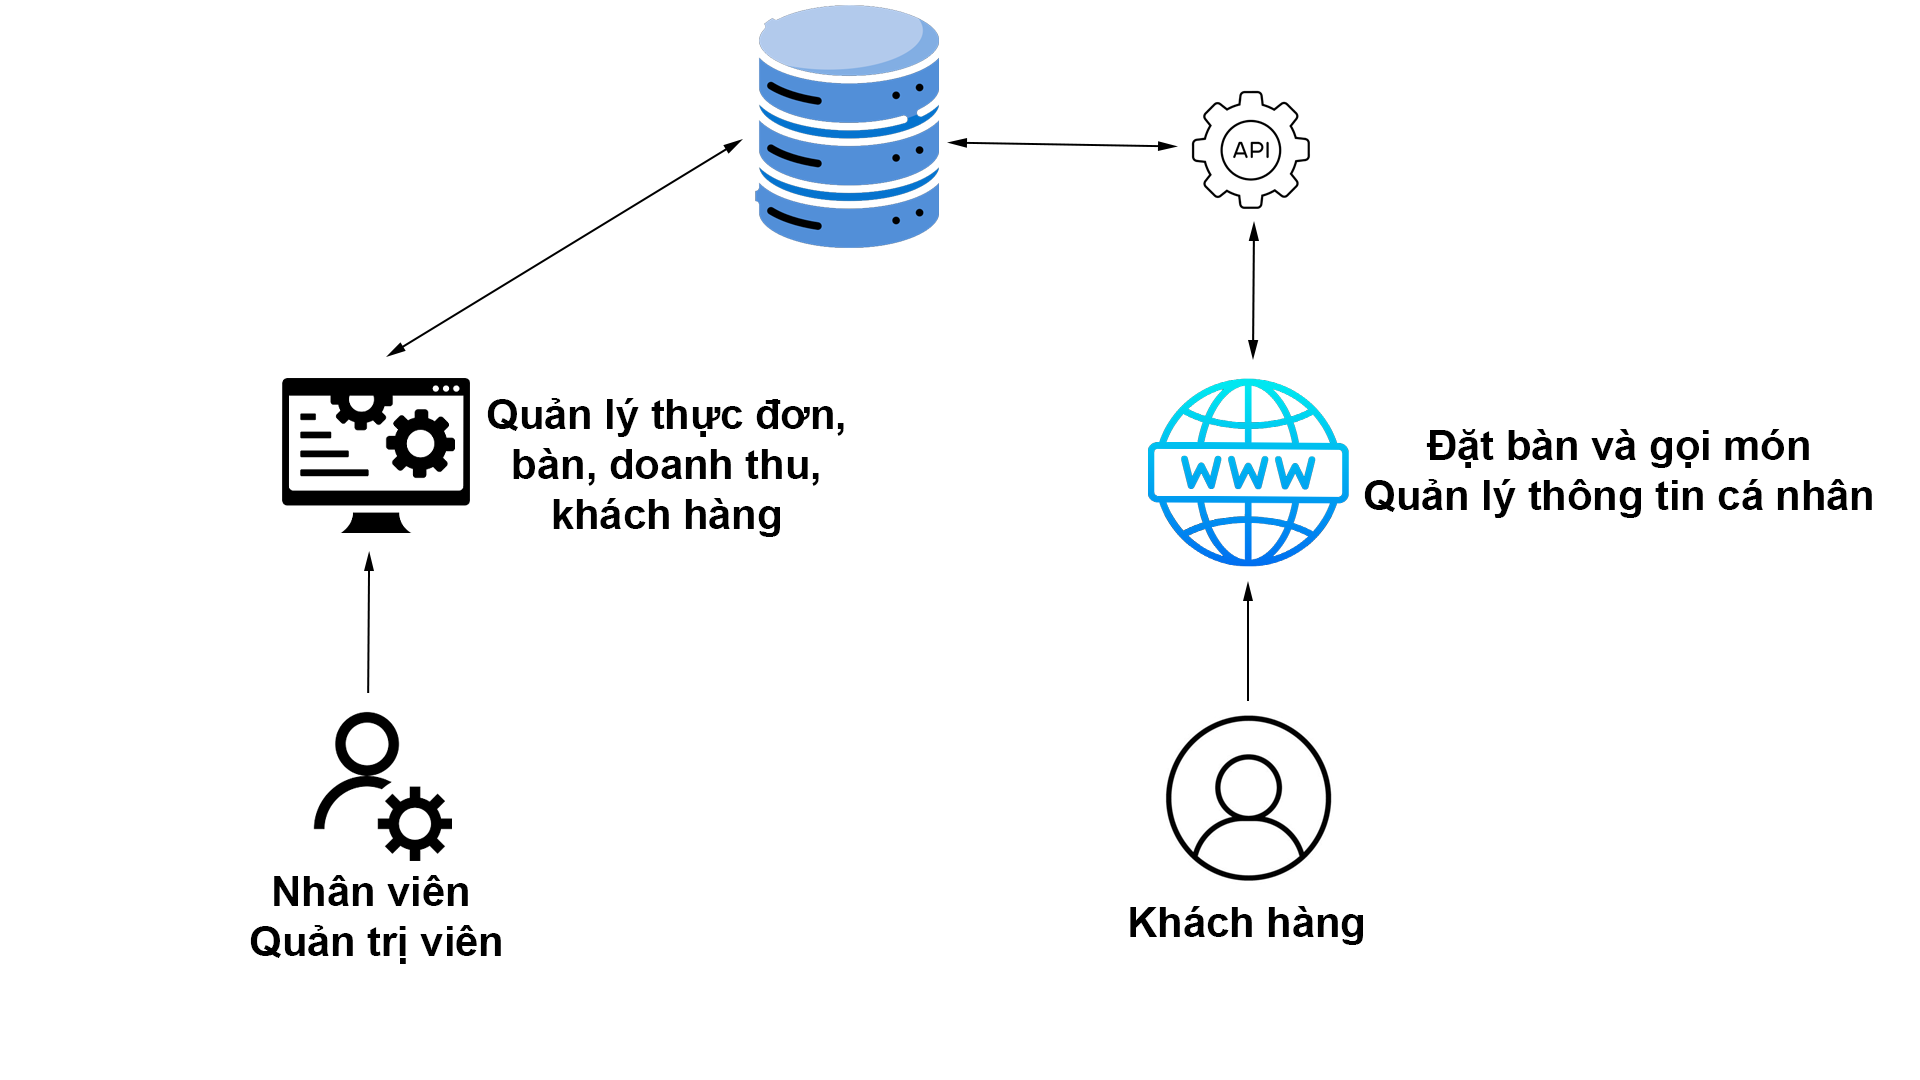 API
Quản lý thực đơn,
bàn, doanh thu,
khách hàng
WWW
Đặt bàn và gọi món
Quản lý thông tin cá nhân
Nhân viên
Quản trị viên
Khách hàng